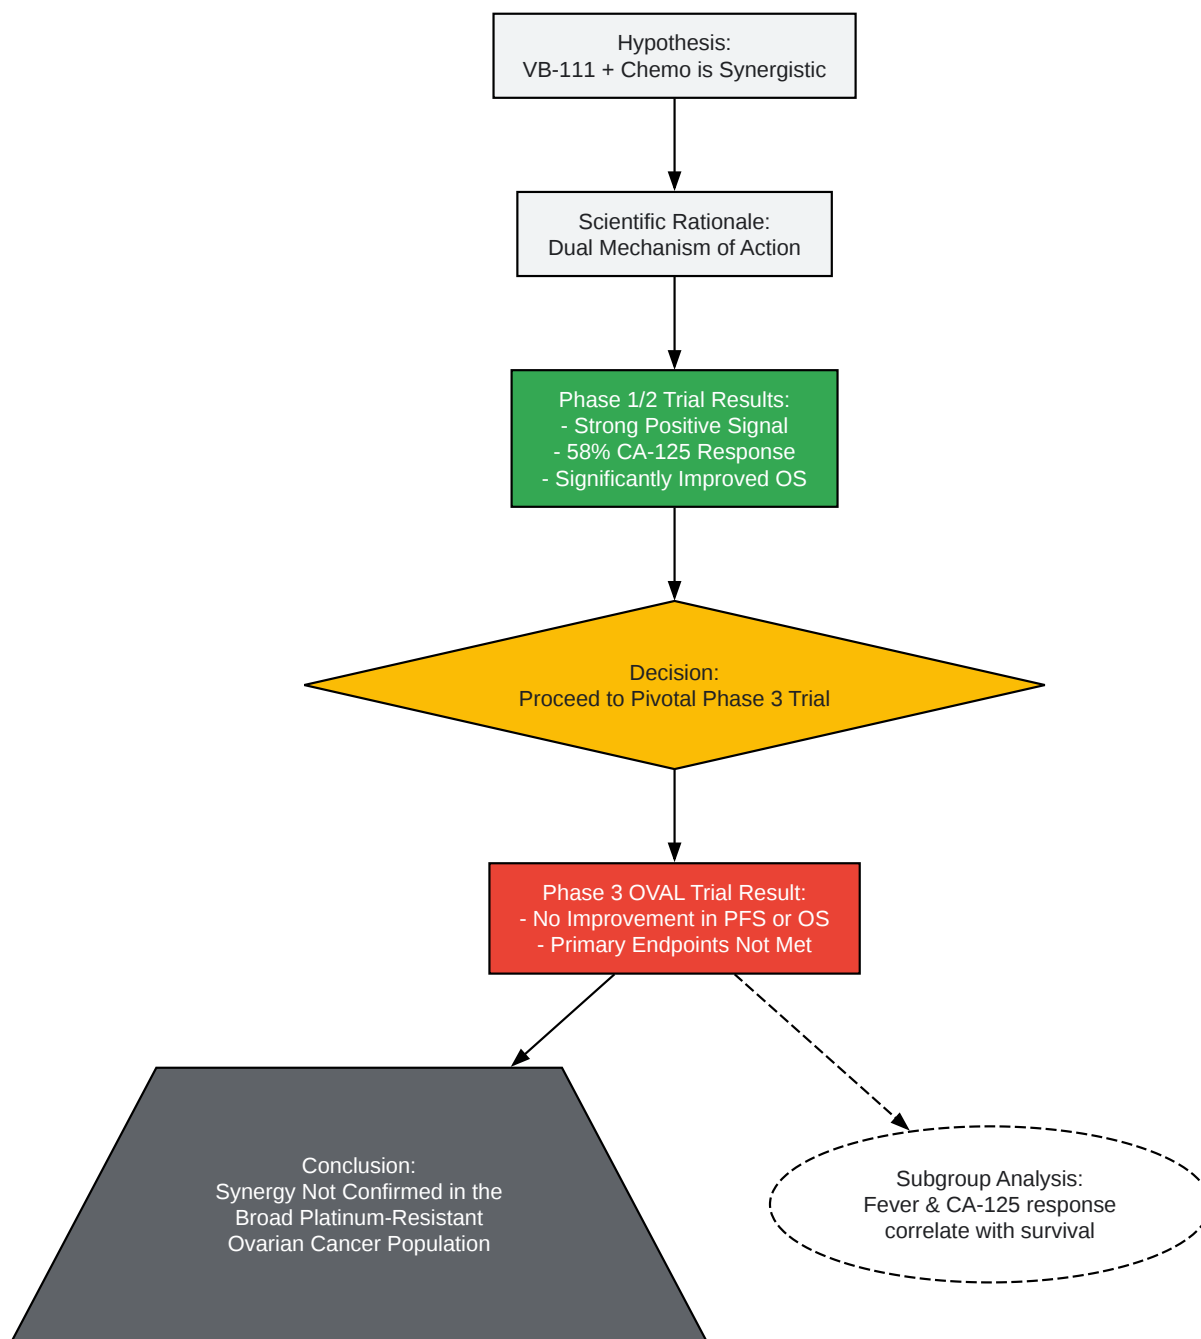 Hypothesis:
VB-111 + Chemo is Synergistic
Scientific Rationale:
Dual Mechanism of Action
Phase 1/2 Trial Results:
- Strong Positive Signal
- 58% CA-125 Response
- Significantly Improved OS
Decision:
Proceed to Pivotal Phase 3 Trial
Phase 3 OVAL Trial Result:
- No Improvement in PFS or OS
- Primary Endpoints Not Met
Conclusion:
Synergy Not Confirmed in the
Broad Platinum-Resistant
Ovarian Cancer Population
Subgroup Analysis:
Fever & CA-125 response
correlate with survival